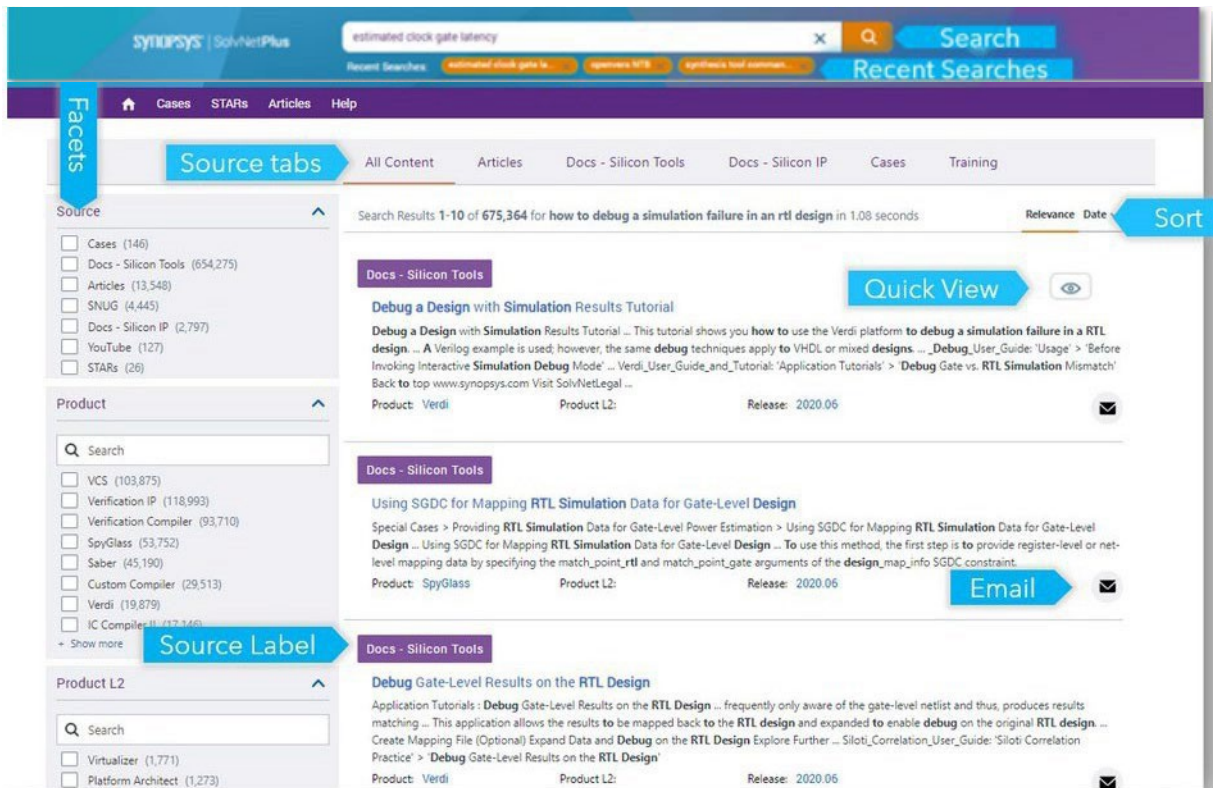 SYNOPSYS | SolvNetPlus
estimated clock gate latency
Search
Recent Searches: estimated clock gate la... openvera NTB synthesis tool comman...
Recent Searches
Facets
Cases STARs Articles Help
Source tabs
All Content Articles Docs - Silicon Tools Docs - Silicon IP Cases Training
Source
Cases (146)
Docs - Silicon Tools (654,275)
Articles (13,548)
SNUG (4,445)
Docs - Silicon IP (2,797)
YouTube (127)
STARs (26)
Product
Search
VCS (103,875)
Verification IP (118,993)
Verification Compiler (93,710)
SpyGlass (53,752)
Saber (45,190)
Custom Compiler (29,513)
Verdi (19,879)
IC Compiler II (17,146)
+ Show more
Product L2
Search
Virtualizer (1,771)
Platform Architect (1,273)
Search Results 1-10 of 675,364 for how to debug a simulation failure in an rtl design in 1.08 seconds
Relevance Date
Sort
Docs - Silicon Tools
Quick View
Debug a Design with Simulation Results Tutorial
Debug a Design with Simulation Results Tutorial ... This tutorial shows you how to use the Verdi platform to debug a simulation failure in a RTL
design. ... A Verilog example is used; however, the same debug techniques apply to VHDL or mixed designs. ... _Debug_User_Guide: 'Usage' > 'Before
Invoking Interactive Simulation Debug Mode' ... Verdi_User_Guide_and_Tutorial: 'Application Tutorials' > 'Debug Gate vs. RTL Simulation Mismatch'
Back to top www.synopsys.com Visit SolvNetLegal ...
Product: Verdi Product L2: Release: 2020.06
Docs - Silicon Tools
Using SGDC for Mapping RTL Simulation Data for Gate-Level Design
Special Cases > Providing RTL Simulation Data for Gate-Level Power Estimation > Using SGDC for Mapping RTL Simulation Data for Gate-Level
Design ... Using SGDC for Mapping RTL Simulation Data for Gate-Level Design ... To use this method, the first step is to provide register-level or net-
level mapping data by specifying the match_point_rtl and match_point_gate arguments of the design_map_info SGDC constraint.
Product: SpyGlass Product L2: Release: 2020.06
Email
Source Label
Docs - Silicon Tools
Debug Gate-Level Results on the RTL Design
Application Tutorials : Debug Gate-Level Results on the RTL Design ... frequently only aware of the gate-level netlist and thus, produces results
matching ... This application allows the results to be mapped back to the RTL design and expanded to enable debug on the original RTL design. ...
Create Mapping File (Optional) Expand Data and Debug on the RTL Design Explore Further ... Siloti_Correlation_User_Guide: 'Siloti Correlation
Practice' > 'Debug Gate-Level Results on the RTL Design'
Product: Verdi Product L2: Release: 2020.06